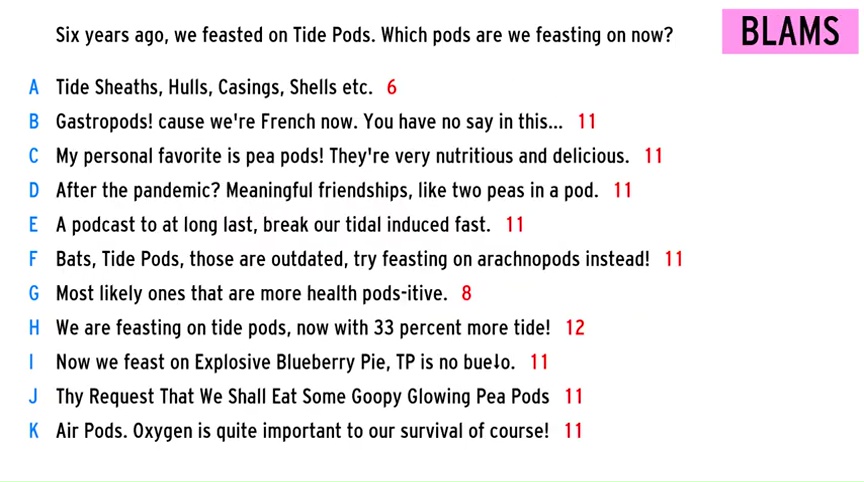 Six years ago, we feasted on Tide Pods. Which pods are we feasting on now? BLAMS
A Tide Sheaths, Hulls, Casings, Shells etc. 6
B Gastropods! cause we're French now. You have no say in this... 11
C My personal favorite is pea pods! They're very nutritious and delicious. 11
D After the pandemic? Meaningful friendships, like two peas in a pod. 11
E A podcast to at long last, break our tidal induced fast. 11
F Bats, Tide Pods, those are outdated, try feasting on arachnopods instead! 11
G Most likely ones that are more health pods-itive. 8
H We are feasting on tide pods, now with 33 percent more tide! 12
I Now we feast on Explosive Blueberry Pie, TP is no bueɫo. 11
J Thy Request That We Shall Eat Some Goopy Glowing Pea Pods 11
K Air Pods. Oxygen is quite important to our survival of course! 11